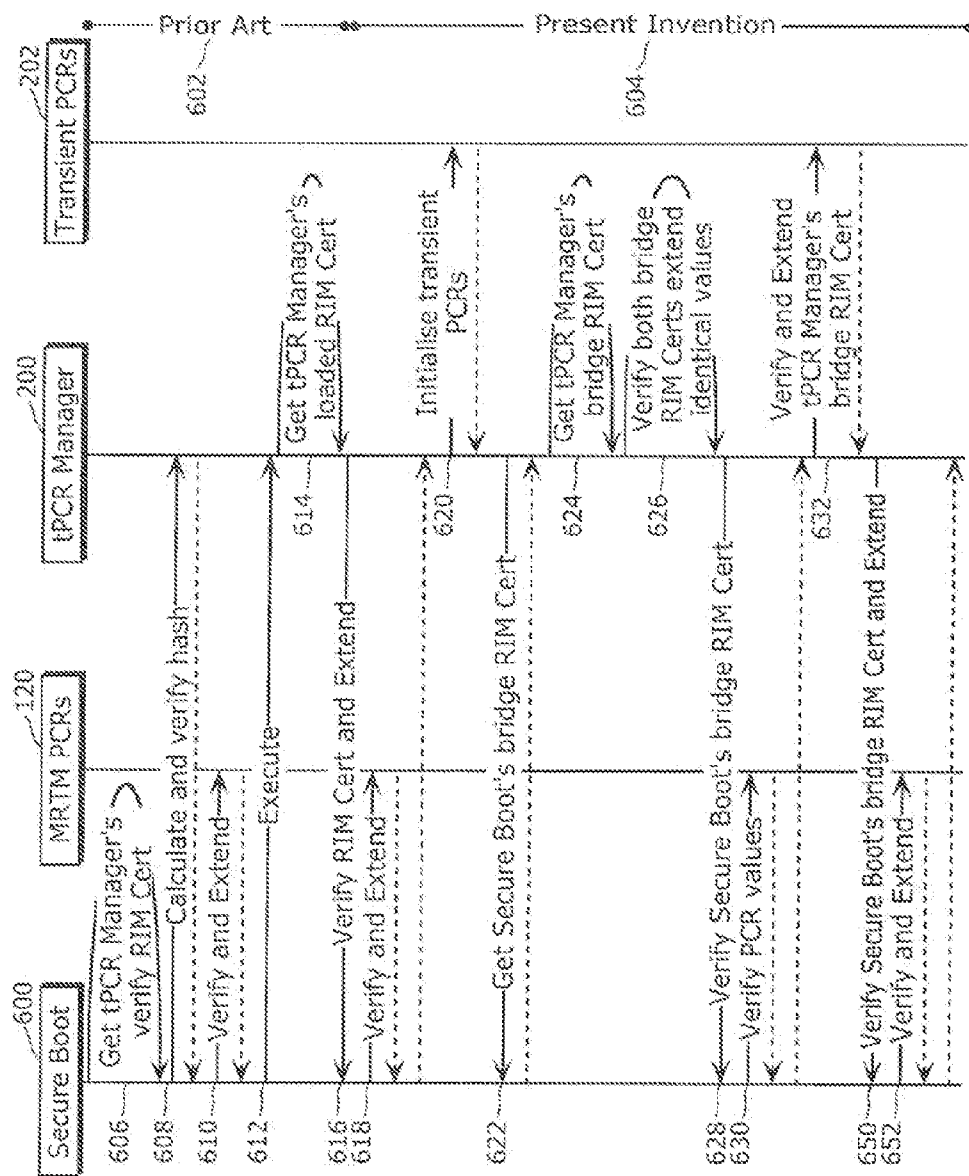 600
Secure Boot
120
MRTM PCRs
200
tPCR Manager
202
Transient PCRs
Prior Art
602
Present Invention
604
606
Get tPCR Manager's
verify RIM Cert
608
Calculate and verify hash
610
Verify and Extend
612
Execute
614
Get tPCR Manager's
loaded RIM Cert
616
Verify RIM Cert and Extend
618
Verify and Extend
620
Initialise transient
PCRs
622
Get Secure Boot's bridge RIM Cert
624
Get tPCR Manager's
bridge RIM Cert
626
Verify both bridge
RIM Certs extend
identical values
628
Verify Secure Boot's bridge RIM Cert
630
Verify PCR values
632
Verify and Extend
tPCR Manager's
bridge RIM Cert
650
Verify Secure Boot's bridge RIM Cert and Extend
652
Verify and Extend